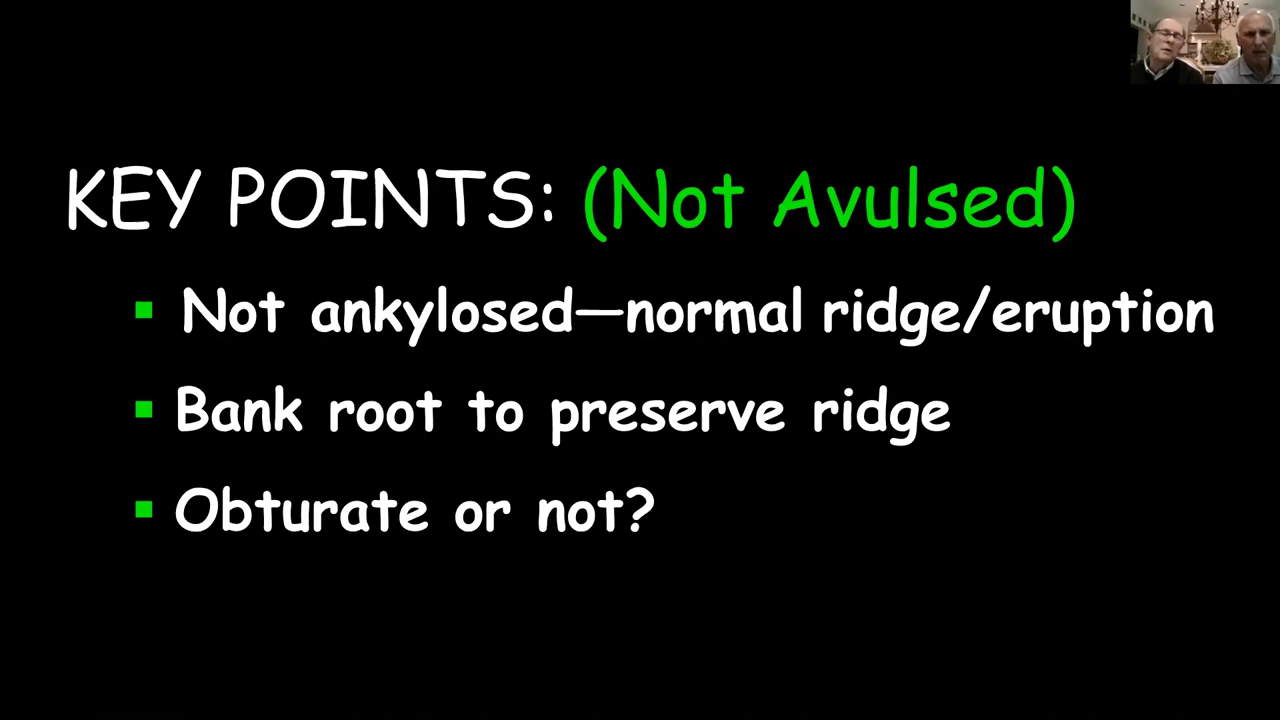 KEY POINTS: (Not Avulsed)
▪ Not ankylosed—normal ridge/eruption
▪ Bank root to preserve ridge
▪ Obturate or not?